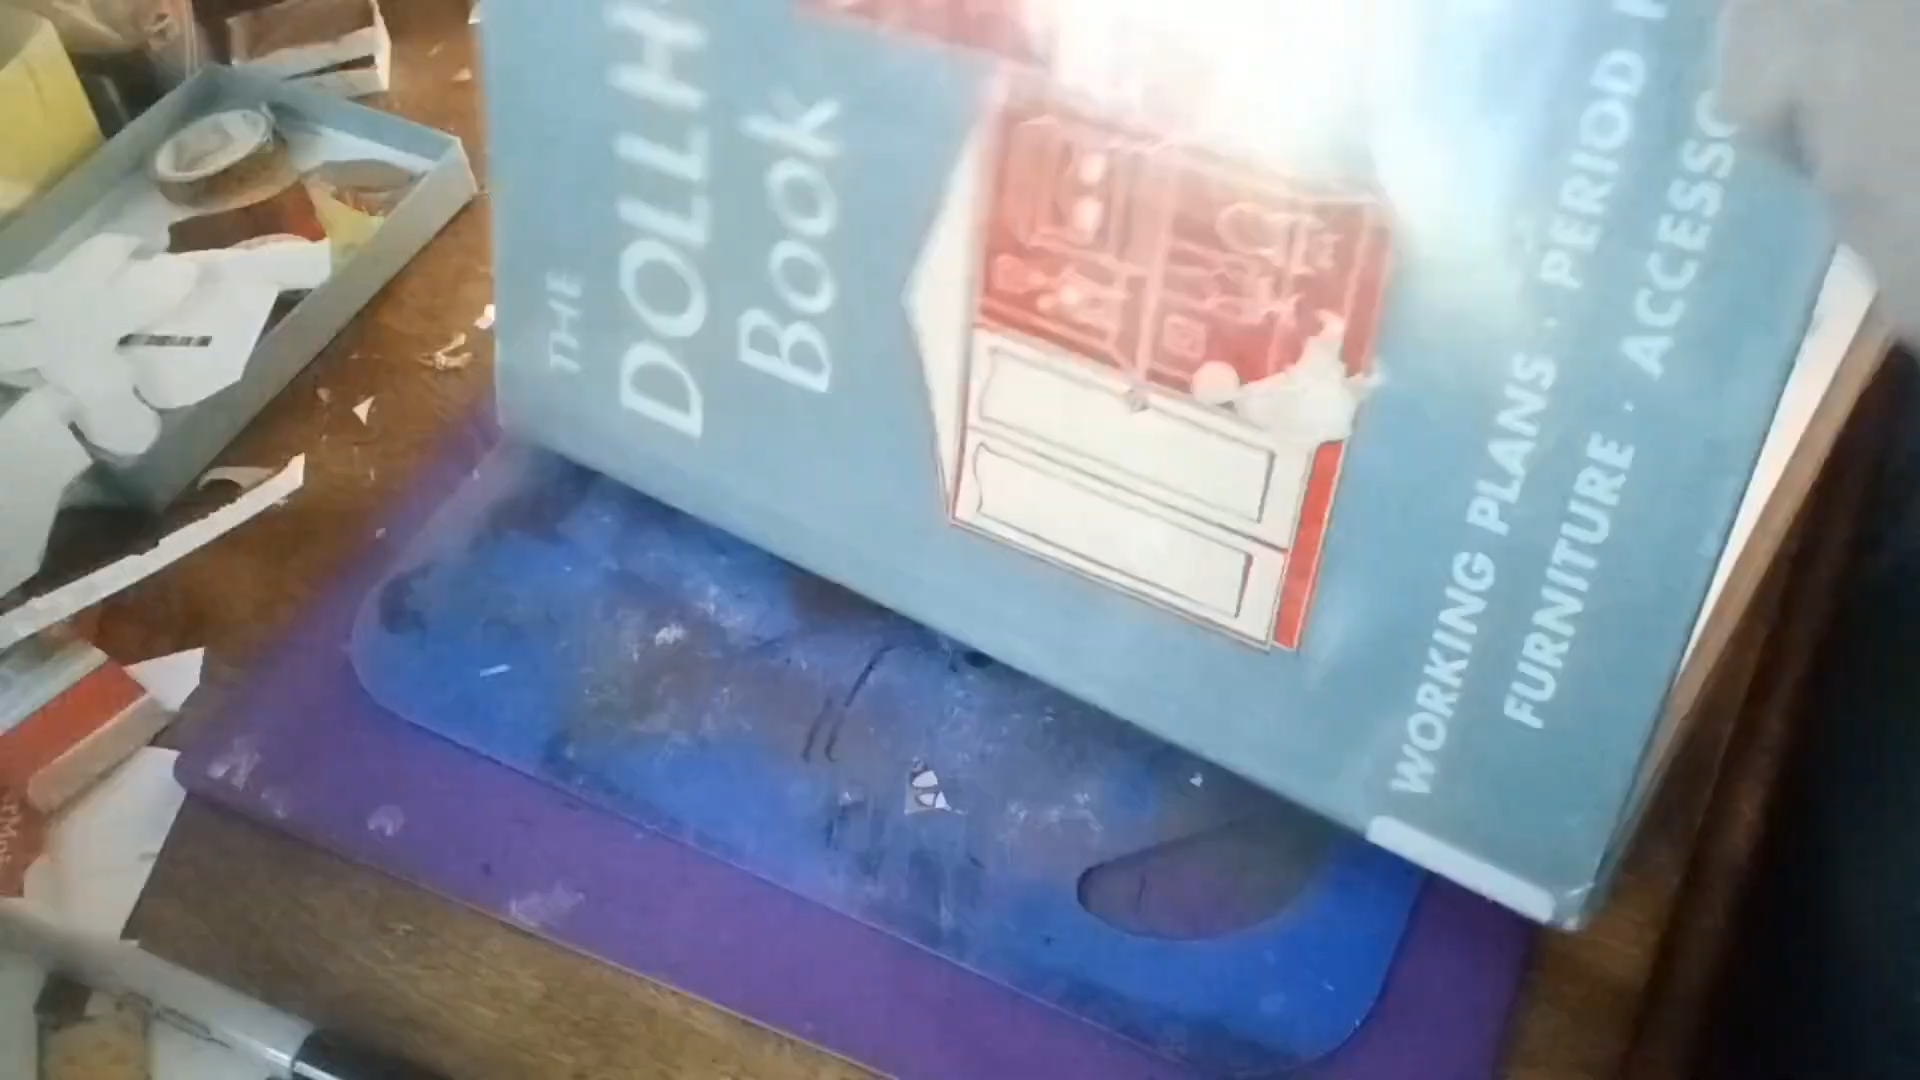 THE
DOLLH
Book
WORKING PLANS · PERIOD
FURNITURE · ACCESSO